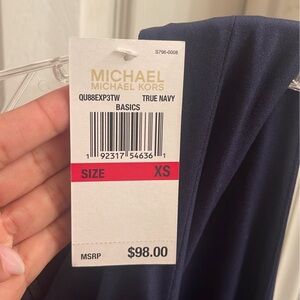 S796-0008
MICHAEL
MICHAEL KORS
QU88EXP3TW TRUE NAVY
BASICS
1 92317 54636 1
SIZE XS
MSRP $98.00